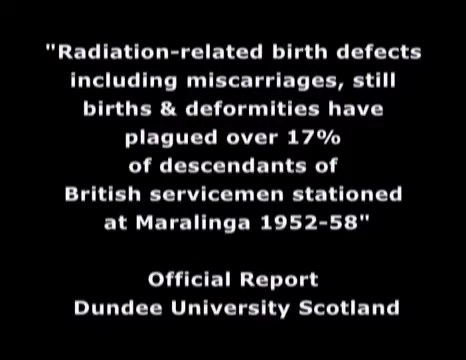 "Radiation-related birth defects
including miscarriages, still
births & deformities have
plagued over 17%
of descendants of
British servicemen stationed
at Maralinga 1952-58"
Official Report
Dundee University Scotland